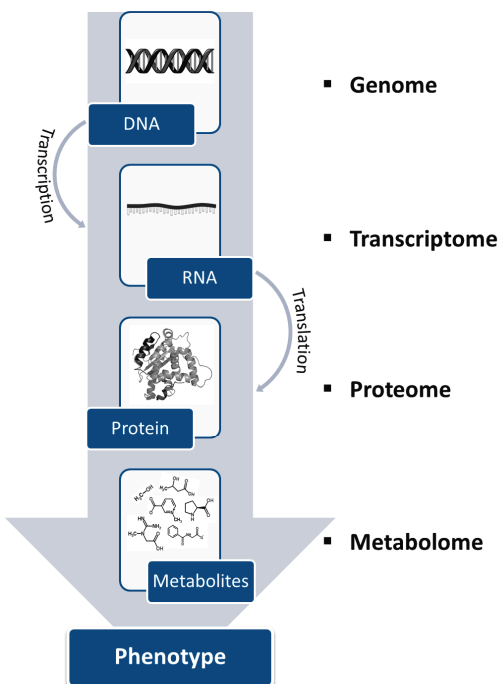 ▪ Genome
DNA
Transcription
▪ Transcriptome
RNA
Translation
▪ Proteome
Protein
▪ Metabolome
Metabolites
Phenotype